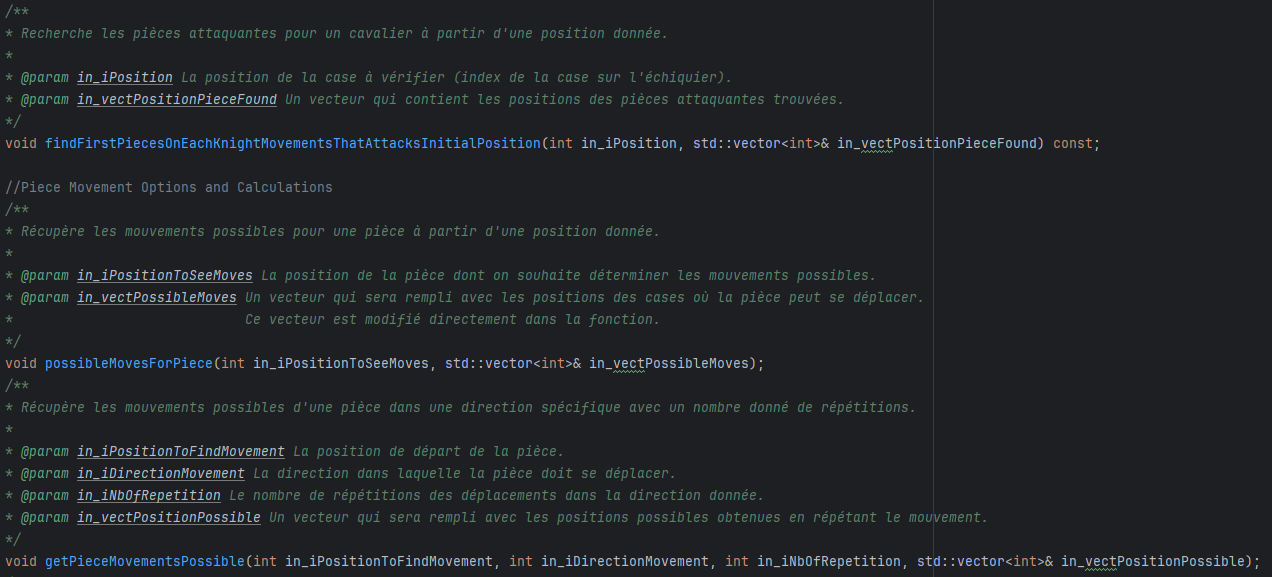 /**
* Recherche les pièces attaquantes pour un cavalier à partir d'une position donnée.
*
* @param in_iPosition La position de la case à vérifier (index de la case sur l'échiquier).
* @param in_vectPositionPieceFound Un vecteur qui contient les positions des pièces attaquantes trouvées.
*/
void findFirstPiecesOnEachKnightMovementsThatAttacksInitialPosition(int in_iPosition, std::vector<int>& in_vectPositionPieceFound) const;

//Piece Movement Options and Calculations
/**
* Récupère les mouvements possibles pour une pièce à partir d'une position donnée.
*
* @param in_iPositionToSeeMoves La position de la pièce dont on souhaite déterminer les mouvements possibles.
* @param in_vectPossibleMoves Un vecteur qui sera rempli avec les positions des cases où la pièce peut se déplacer.
*                             Ce vecteur est modifié directement dans la fonction.
*/
void possibleMovesForPiece(int in_iPositionToSeeMoves, std::vector<int>& in_vectPossibleMoves);
/**
* Récupère les mouvements possibles d'une pièce dans une direction spécifique avec un nombre donné de répétitions.
*
* @param in_iPositionToFindMovement La position de départ de la pièce.
* @param in_iDirectionMovement La direction dans laquelle la pièce doit se déplacer.
* @param in_iNbOfRepetition Le nombre de répétitions des déplacements dans la direction donnée.
* @param in_vectPositionPossible Un vecteur qui sera rempli avec les positions possibles obtenues en répétant le mouvement.
*/
void getPieceMovementsPossible(int in_iPositionToFindMovement, int in_iDirectionMovement, int in_iNbOfRepetition, std::vector<int>& in_vectPositionPossible);